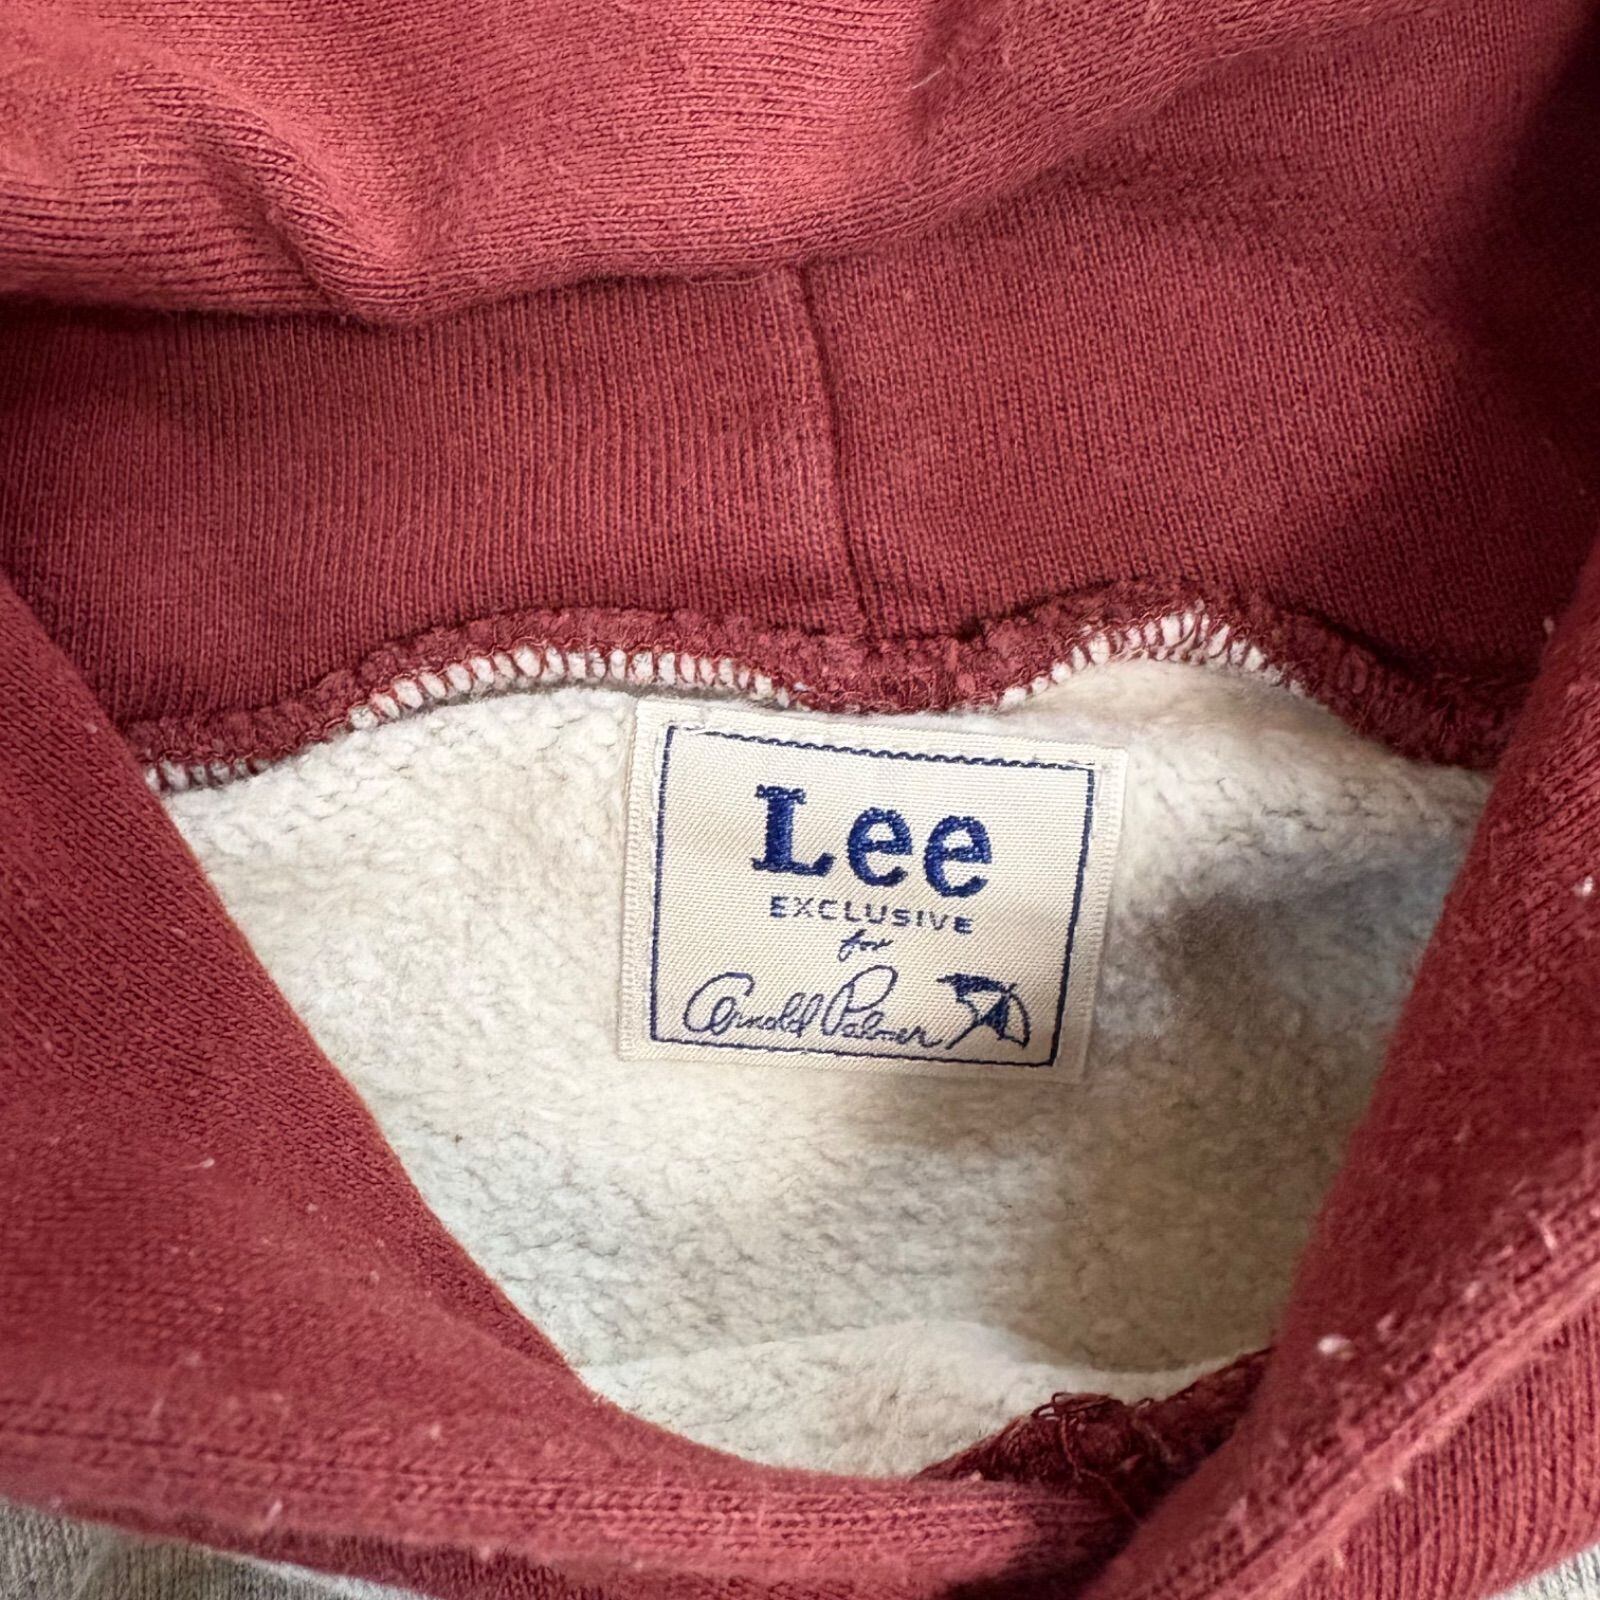 Lee
EXCLUSIVE
for
Arnold Palmer